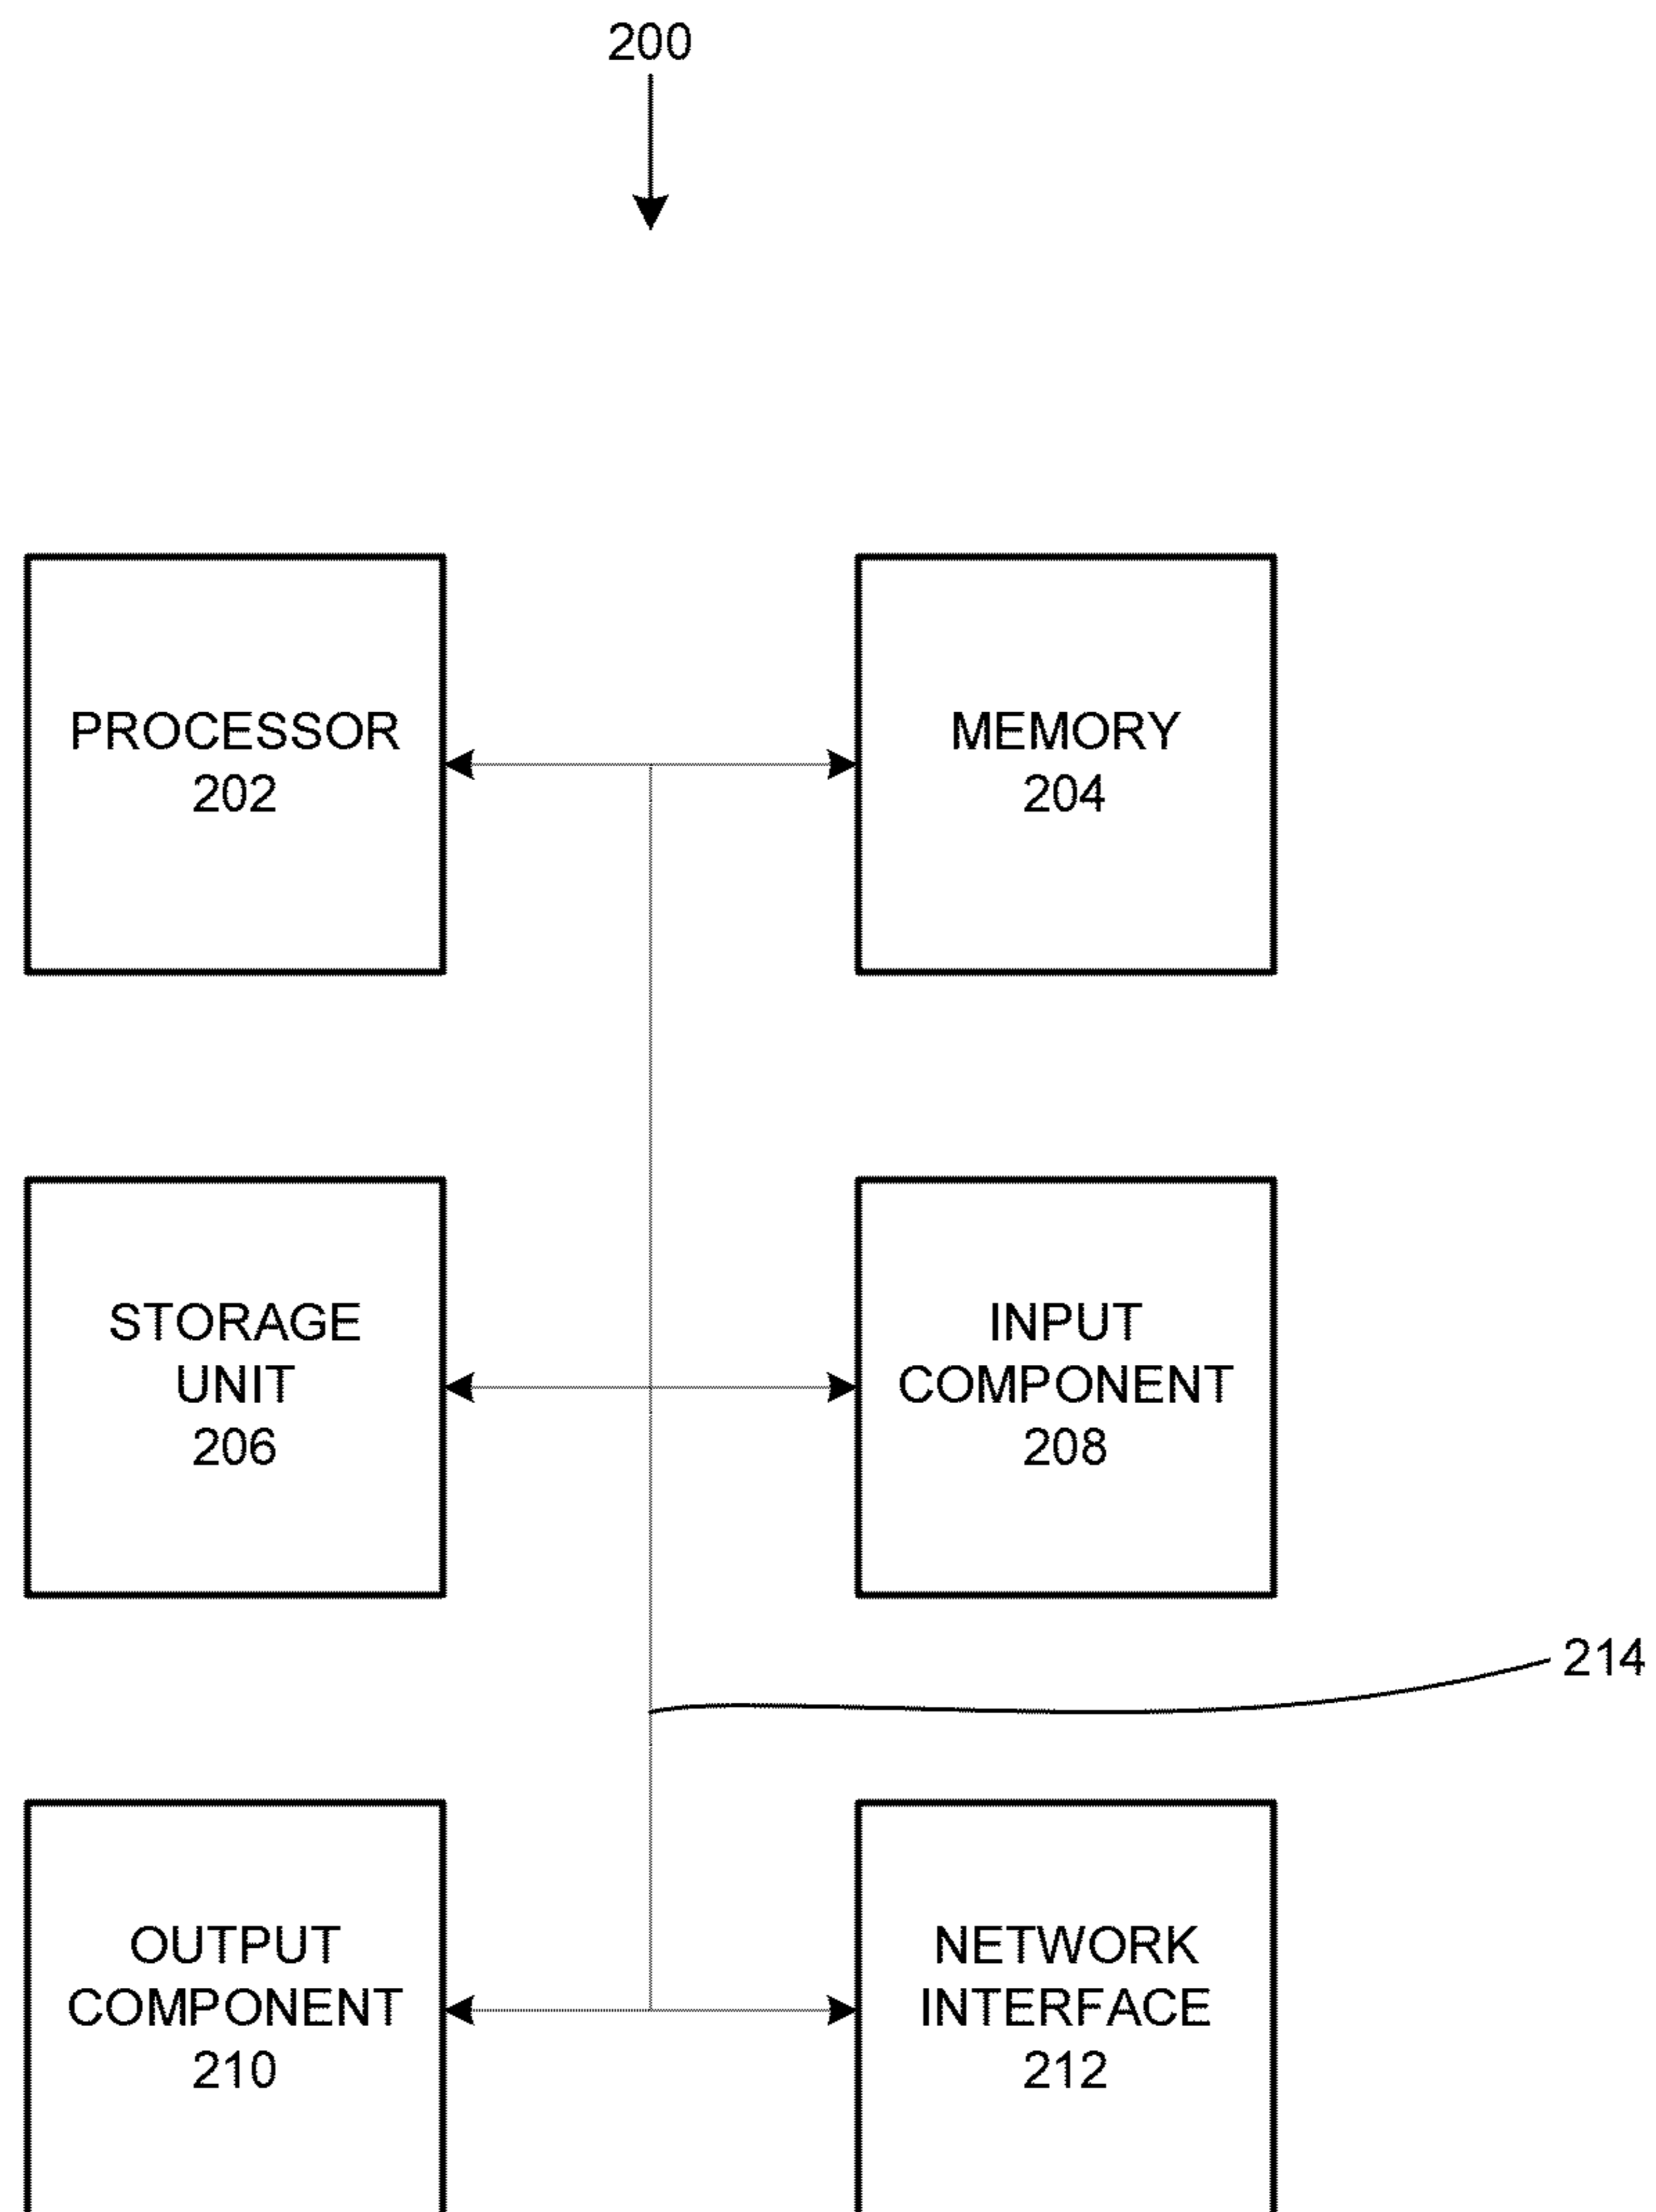 200
PROCESSOR
202
MEMORY
204
STORAGE
UNIT
206
INPUT
COMPONENT
208
214
OUTPUT
COMPONENT
210
NETWORK
INTERFACE
212